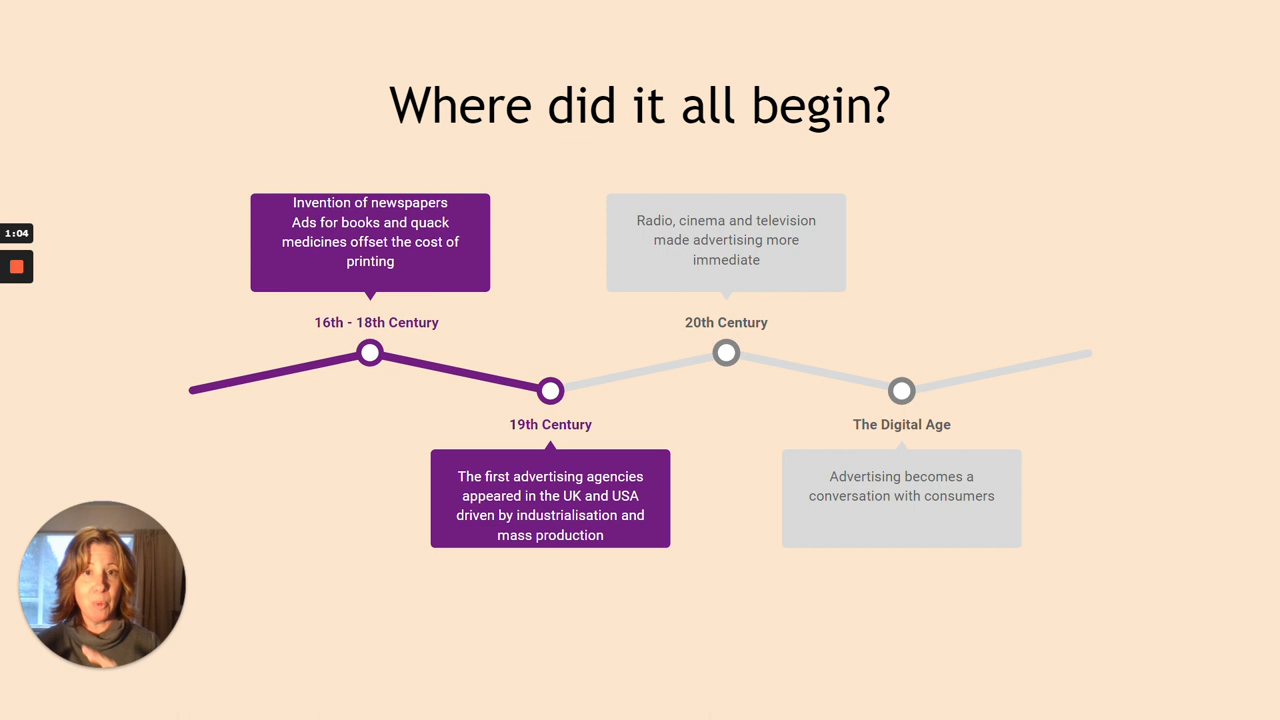 Where did it all begin?
Invention of newspapers
Ads for books and quack
medicines offset the cost of
printing
Radio, cinema and television
made advertising more
immediate
1:04
16th - 18th Century
20th Century
19th Century
The Digital Age
The first advertising agencies
appeared in the UK and USA
driven by industrialisation and
mass production
Advertising becomes a
conversation with consumers